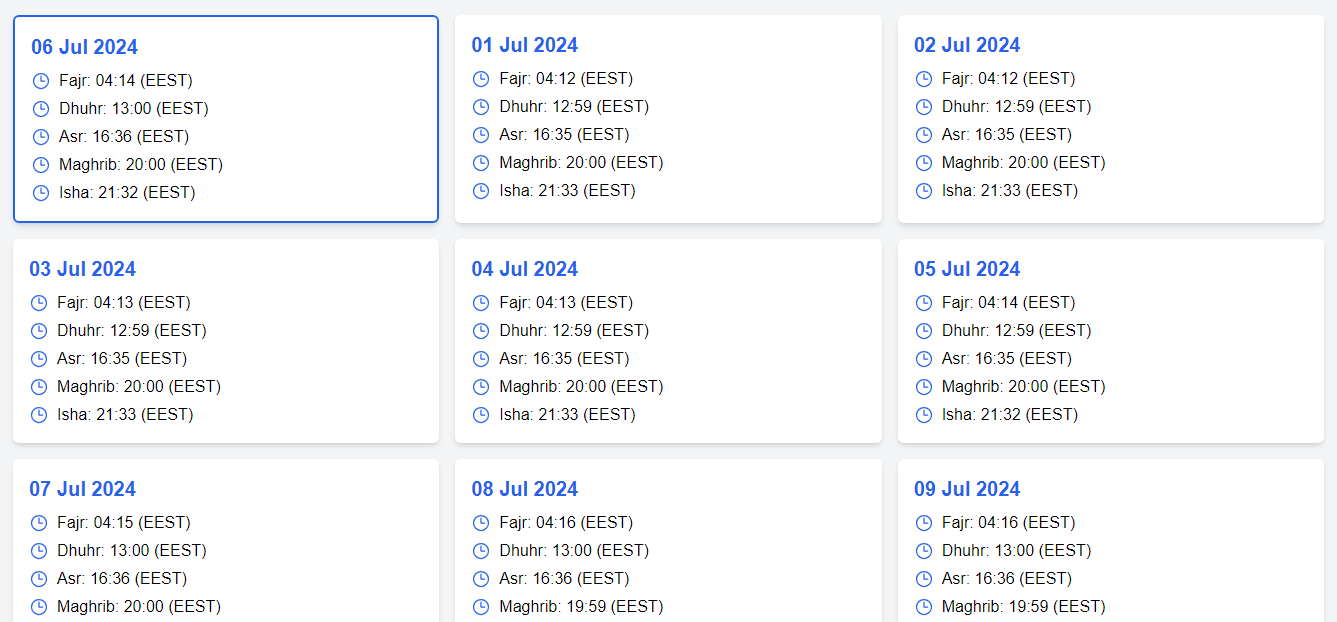 06 Jul 2024
Fajr: 04:14 (EEST)
Dhuhr: 13:00 (EEST)
Asr: 16:36 (EEST)
Maghrib: 20:00 (EEST)
Isha: 21:32 (EEST)
01 Jul 2024
Fajr: 04:12 (EEST)
Dhuhr: 12:59 (EEST)
Asr: 16:35 (EEST)
Maghrib: 20:00 (EEST)
Isha: 21:33 (EEST)
02 Jul 2024
Fajr: 04:12 (EEST)
Dhuhr: 12:59 (EEST)
Asr: 16:35 (EEST)
Maghrib: 20:00 (EEST)
Isha: 21:33 (EEST)
03 Jul 2024
Fajr: 04:13 (EEST)
Dhuhr: 12:59 (EEST)
Asr: 16:35 (EEST)
Maghrib: 20:00 (EEST)
Isha: 21:33 (EEST)
04 Jul 2024
Fajr: 04:13 (EEST)
Dhuhr: 12:59 (EEST)
Asr: 16:35 (EEST)
Maghrib: 20:00 (EEST)
Isha: 21:33 (EEST)
05 Jul 2024
Fajr: 04:14 (EEST)
Dhuhr: 12:59 (EEST)
Asr: 16:35 (EEST)
Maghrib: 20:00 (EEST)
Isha: 21:32 (EEST)
07 Jul 2024
Fajr: 04:15 (EEST)
Dhuhr: 13:00 (EEST)
Asr: 16:36 (EEST)
Maghrib: 20:00 (EEST)
08 Jul 2024
Fajr: 04:16 (EEST)
Dhuhr: 13:00 (EEST)
Asr: 16:36 (EEST)
Maghrib: 19:59 (EEST)
09 Jul 2024
Fajr: 04:16 (EEST)
Dhuhr: 13:00 (EEST)
Asr: 16:36 (EEST)
Maghrib: 19:59 (EEST)